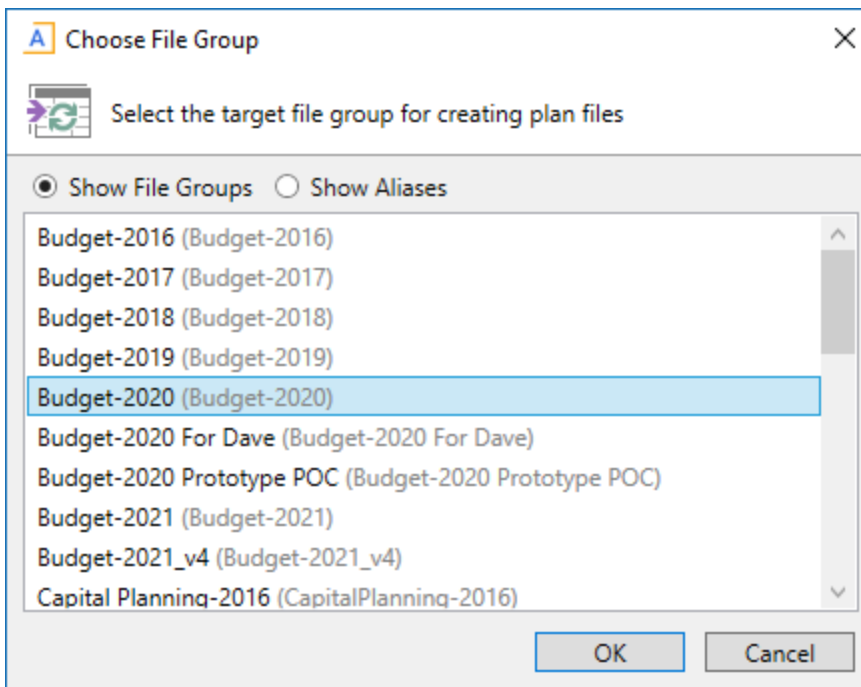 A Choose File Group
Select the target file group for creating plan files
Show File Groups Show Aliases
Budget-2016 (Budget-2016)
Budget-2017 (Budget-2017)
Budget-2018 (Budget-2018)
Budget-2019 (Budget-2019)
Budget-2020 (Budget-2020)
Budget-2020 For Dave (Budget-2020 For Dave)
Budget-2020 Prototype POC (Budget-2020 Prototype POC)
Budget-2021 (Budget-2021)
Budget-2021_v4 (Budget-2021_v4)
Capital Planning-2016 (CapitalPlanning-2016)
OK Cancel